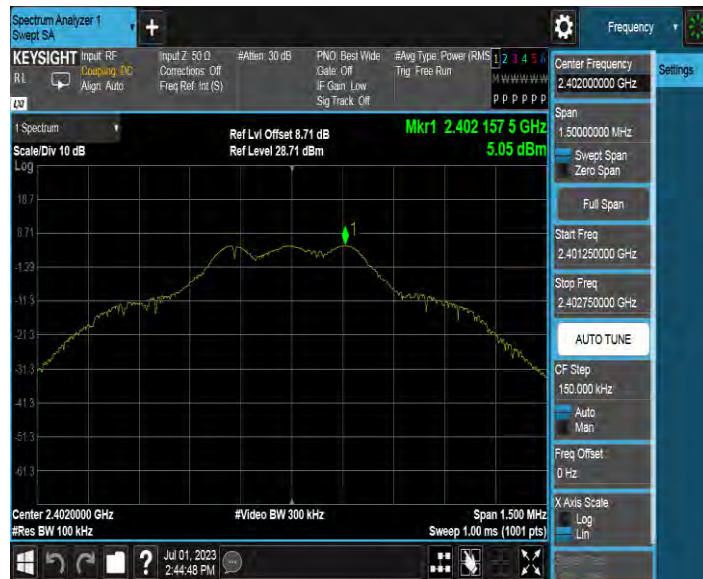 Spectrum Analyzer 1
Swept SA
+
Frequency
KEYSIGHT
RL
LXI
Input: RF
Coupling: DC
Align: Auto
Input Z: 50 Ω
Corrections: Off
Freq Ref: Int (S)
#Atten: 30 dB
PNO: Best Wide
Gate: Off
IF Gain: Low
Sig Track: Off
#Avg Type: Power (RMS
Trig: Free Run
1 2 3 4 5 6
M W W W W W
P P P P P P
Settings
1 Spectrum
Scale/Div 10 dB
Log
Ref Lvl Offset 8.71 dB
Ref Level 28.71 dBm
Mkr1 2.402 157 5 GHz
5.05 dBm
1
18.7
8.71
-1.29
-11.3
-21.3
-31.3
-41.3
-51.3
-61.3
Center 2.4020000 GHz
#Res BW 100 kHz
#Video BW 300 kHz
Span 1.500 MHz
Sweep 1.00 ms (1001 pts)
Center Frequency
2.402000000 GHz
Span
1.50000000 MHz
Swept Span
Zero Span
Full Span
Start Freq
2.401250000 GHz
Stop Freq
2.402750000 GHz
AUTO TUNE
CF Step
150.000 kHz
Auto
Man
Freq Offset
0 Hz
X Axis Scale
Log
Lin
?
Jul 01, 2023
2:44:48 PM